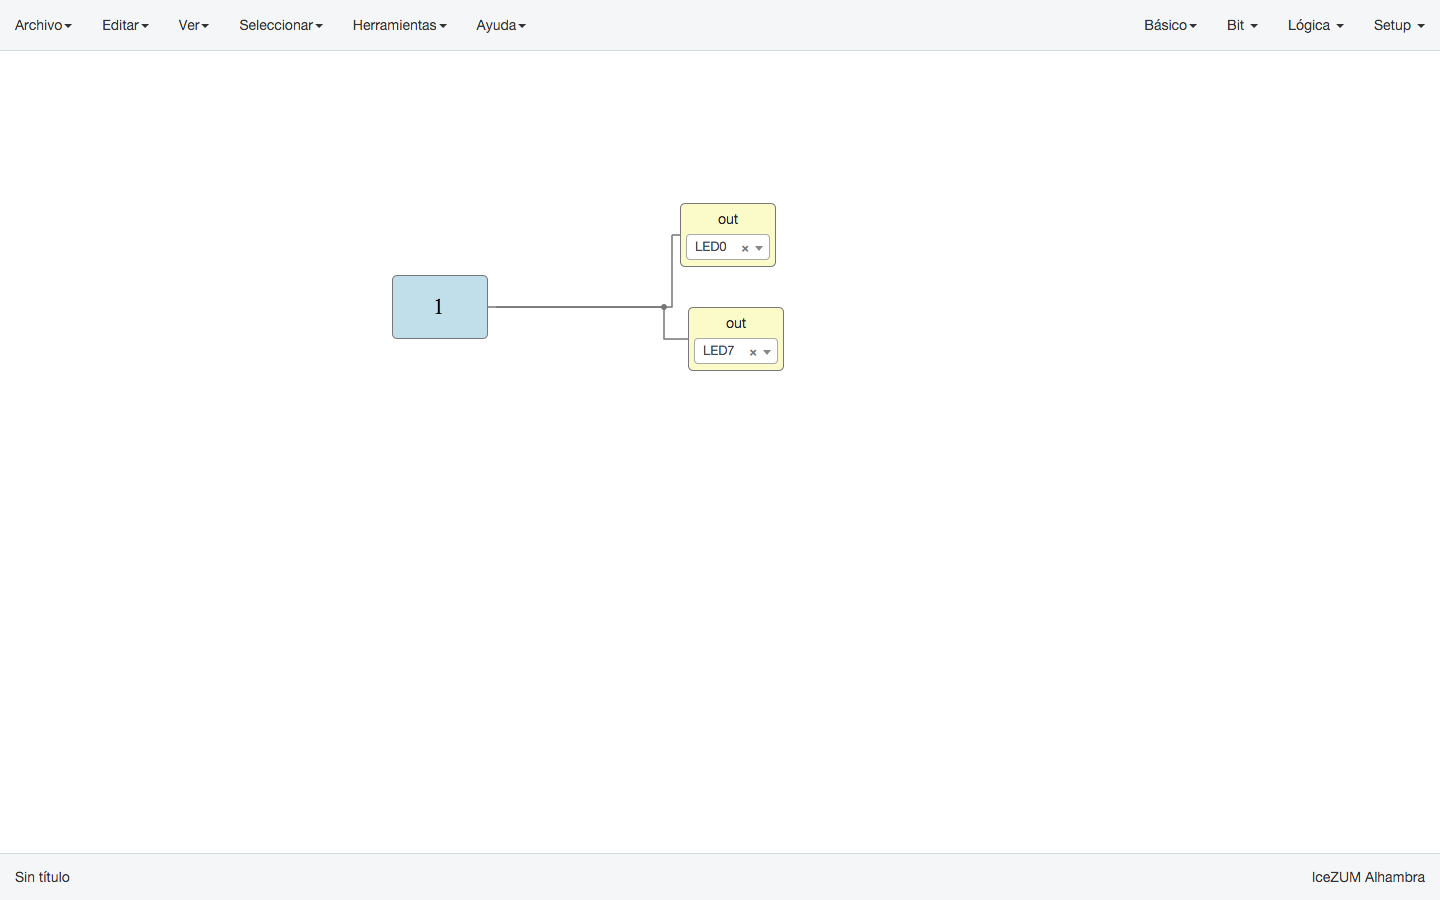 Archivo Editar Ver Seleccionar Herramientas Ayuda Básico Bit Lógica Setup
out
LED0
1
out
LED7
Sin título IceZUM Alhambra